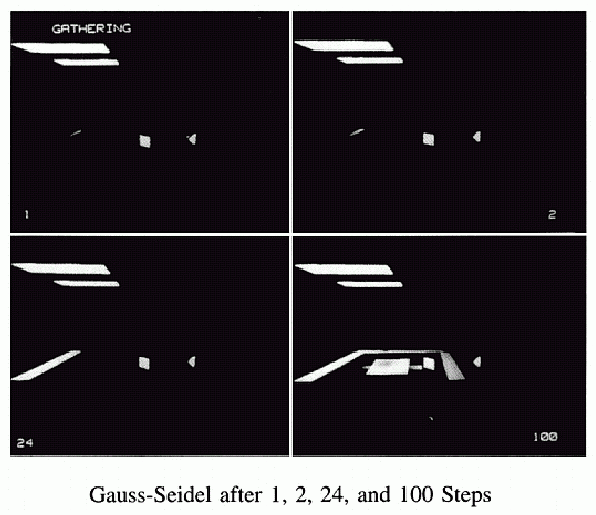 GATHERING
1
2
24
100
Gauss-Seidel after 1, 2, 24, and 100 Steps